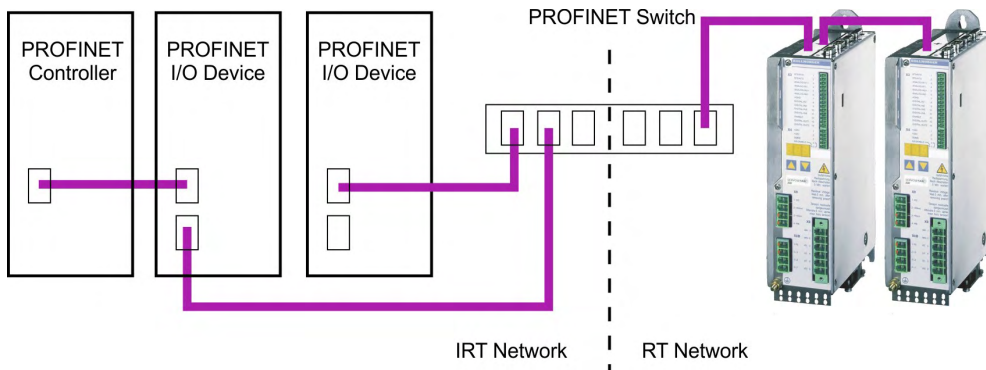 PROFINET Switch
PROFINET
Controller
PROFINET
I/O Device
PROFINET
I/O Device
IRT Network
RT Network